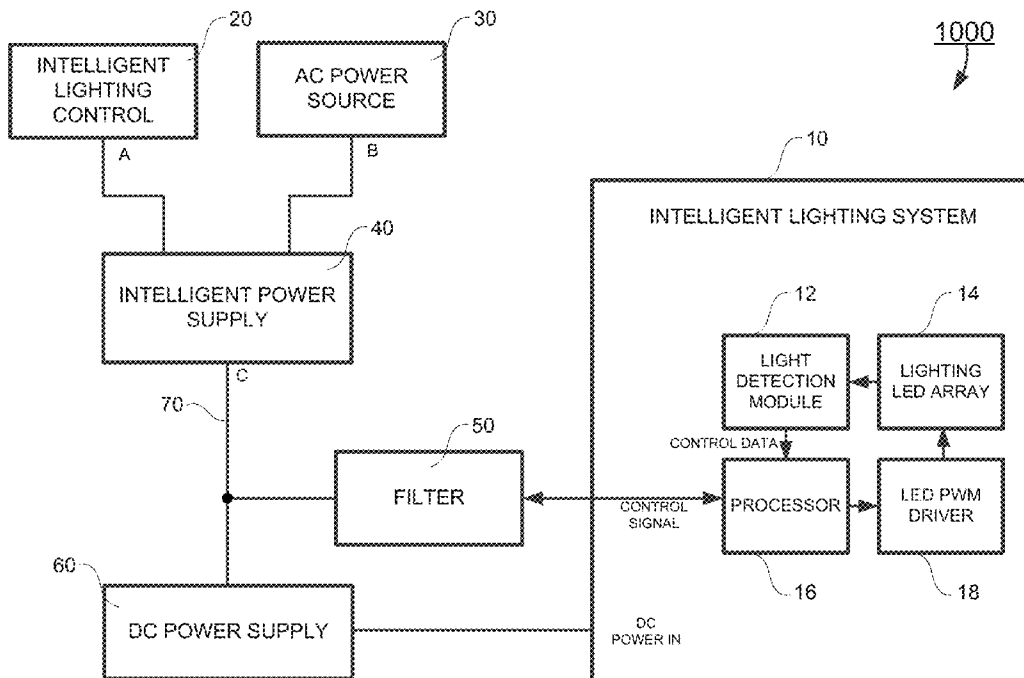 20
INTELLIGENT
LIGHTING
CONTROL
A
30
AC POWER
SOURCE
B
1000
40
INTELLIGENT POWER
SUPPLY
C
70
50
FILTER
60
DC POWER SUPPLY
10
INTELLIGENT LIGHTING SYSTEM
12
LIGHT
DETECTION
MODULE
14
LIGHTING
LED ARRAY
CONTROL DATA
CONTROL
SIGNAL
PROCESSOR
16
LED PWM
DRIVER
18
DC
POWER IN